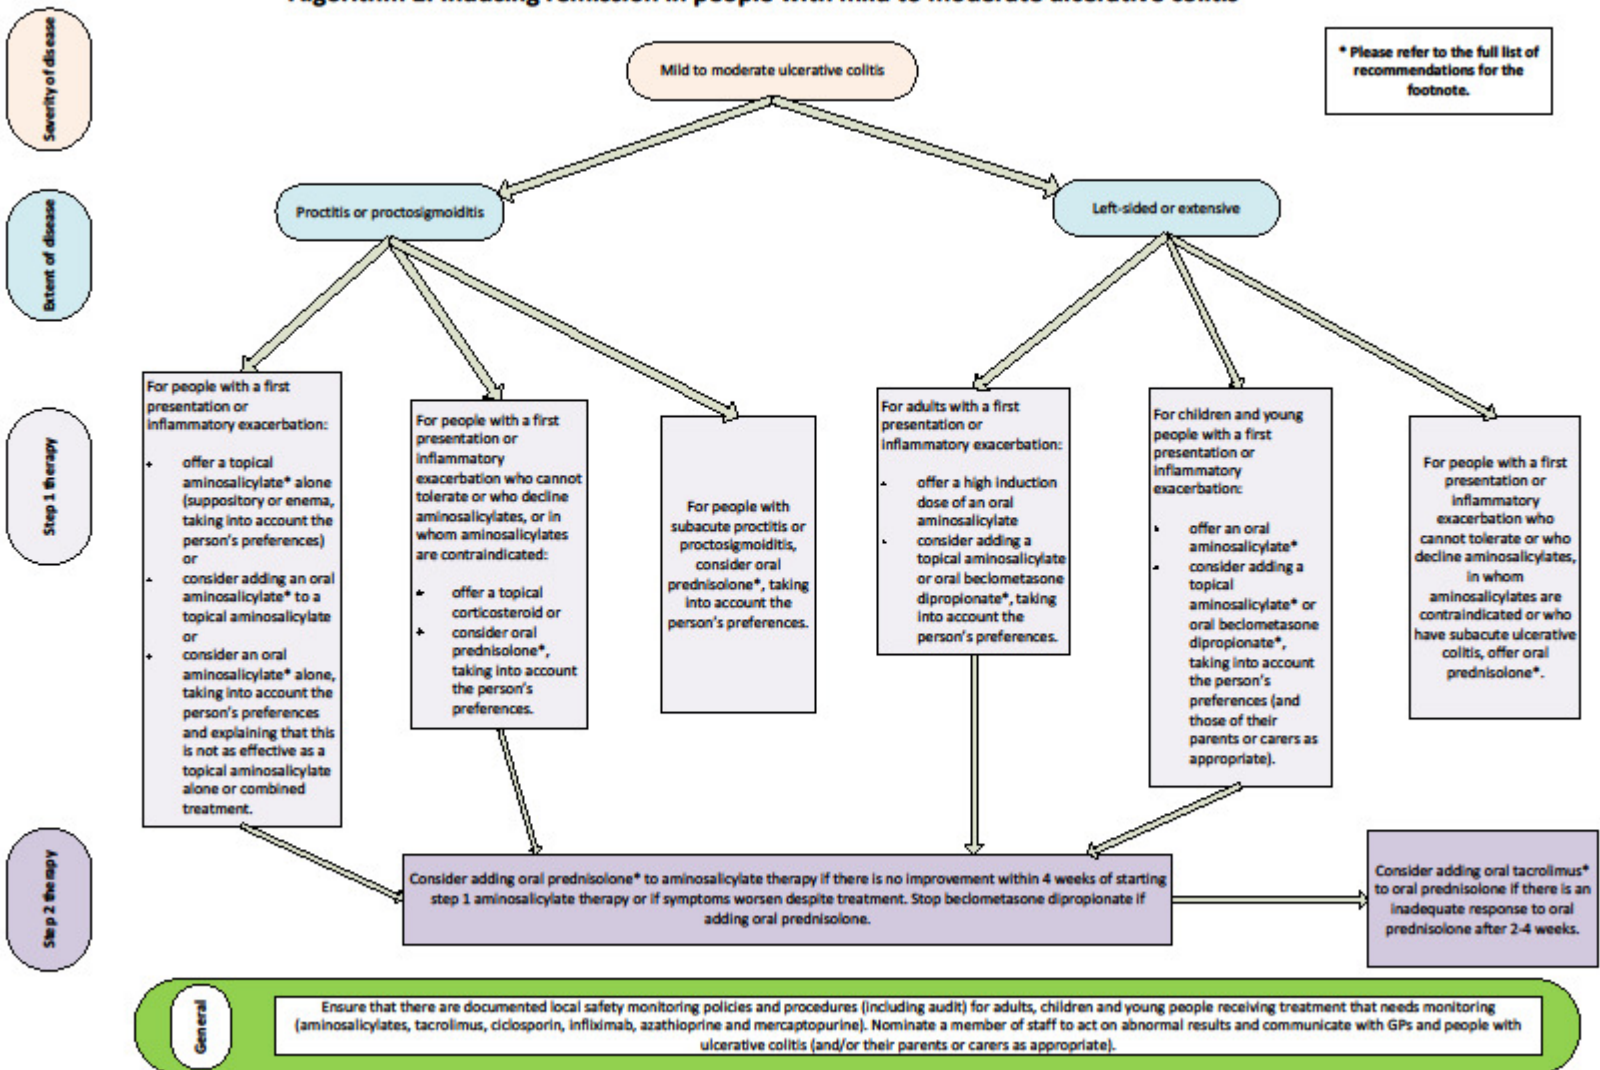 Algorithm 1: Inducing remission in people with mild to moderate ulcerative colitis
Severity of disease
Mild to moderate ulcerative colitis
* Please refer to the full list of
recommendations for the
footnote.
Extent of disease
Proctitis or proctosigmoiditis
Left-sided or extensive
Step 1 therapy
For people with a first
presentation or
inflammatory exacerbation:
offer a topical
aminosalicylate* alone
(suppository or enema,
taking into account the
person's preferences)
or
consider adding an oral
aminosalicylate* to a
topical aminosalicylate
or
consider an oral
aminosalicylate* alone,
taking into account the
person's preferences
and explaining that this
is not as effective as a
topical aminosalicylate
alone or combined
treatment.
For people with a first
presentation or
inflammatory
exacerbation who cannot
tolerate or who decline
aminosalicylates, or in
whom aminosalicylates
are contraindicated:
offer a topical
corticosteroid or
consider oral
prednisolone*,
taking into account
the person's
preferences.
For people with
subacute proctitis or
proctosigmoiditis,
consider oral
prednisolone*, taking
into account the
person's preferences.
For adults with a first
presentation or
inflammatory exacerbation:
offer a high induction
dose of an oral
aminosalicylate
consider adding a
topical aminosalicylate
or oral beclometasone
dipropionate*, taking
into account the
person's preferences.
For children and young
people with a first
presentation or
inflammatory
exacerbation:
offer an oral
aminosalicylate*
consider adding a
topical
aminosalicylate* or
oral beclometasone
dipropionate*,
taking into account
the person's
preferences (and
those of their
parents or carers as
appropriate).
For people with a first
presentation or
inflammatory
exacerbation who
cannot tolerate or who
decline aminosalicylates,
in whom
aminosalicylates are
contraindicated or who
have subacute ulcerative
colitis, offer oral
prednisolone*.
Step 2 therapy
Consider adding oral prednisolone* to aminosalicylate therapy if there is no improvement within 4 weeks of starting
step 1 aminosalicylate therapy or if symptoms worsen despite treatment. Stop beclometasone dipropionate if
adding oral prednisolone.
Consider adding oral tacrolimus*
to oral prednisolone if there is an
inadequate response to oral
prednisolone after 2-4 weeks.
General
Ensure that there are documented local safety monitoring policies and procedures (including audit) for adults, children and young people receiving treatment that needs monitoring
(aminosalicylates, tacrolimus, ciclosporin, infliximab, azathioprine and mercaptopurine). Nominate a member of staff to act on abnormal results and communicate with GPs and people with
ulcerative colitis (and/or their parents or carers as appropriate).